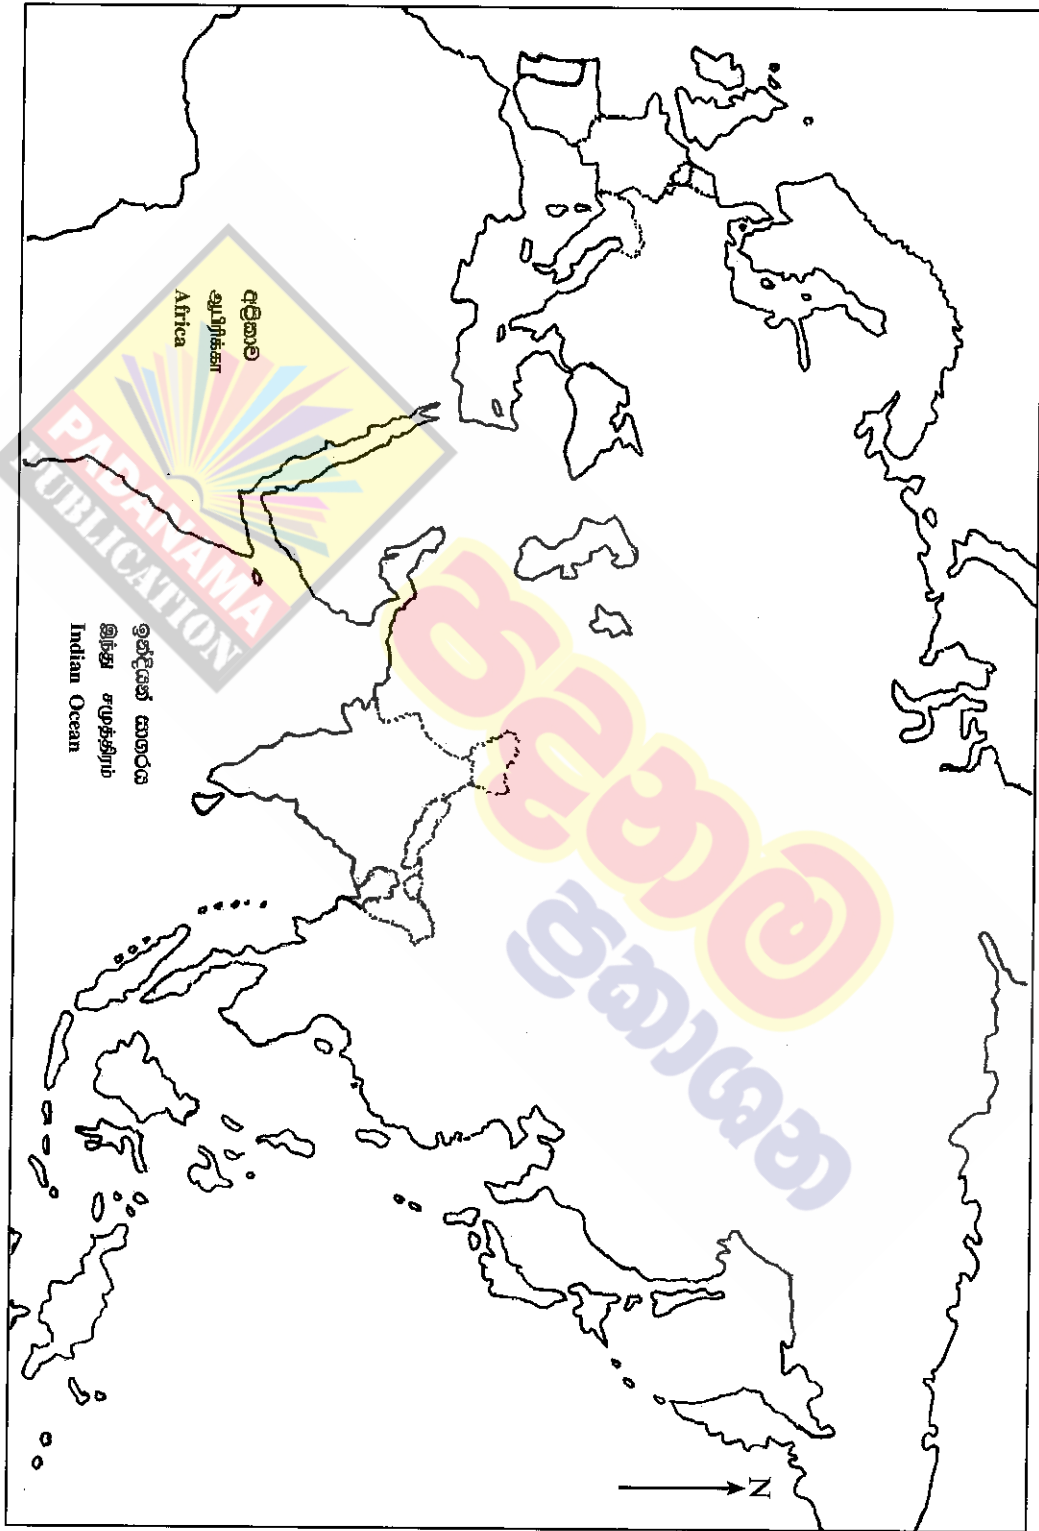 අප්‍රිකාව
ஆபிரிக்கா
Africa
ඉන්දියන් සාගරය
இந்து சமுத்திரம்
Indian Ocean
N
PADANAMA
PUBLICATION